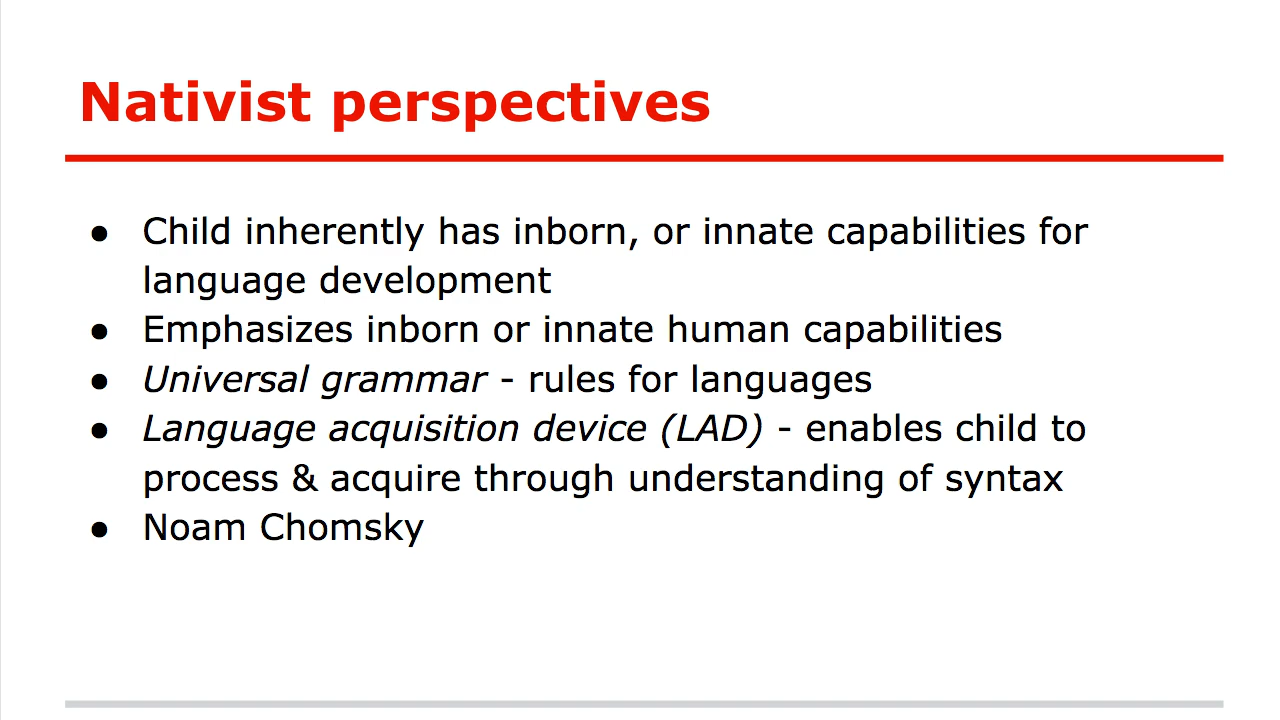 Nativist perspectives
● Child inherently has inborn, or innate capabilities for
language development
● Emphasizes inborn or innate human capabilities
● Universal grammar - rules for languages
● Language acquisition device (LAD) - enables child to
process & acquire through understanding of syntax
● Noam Chomsky